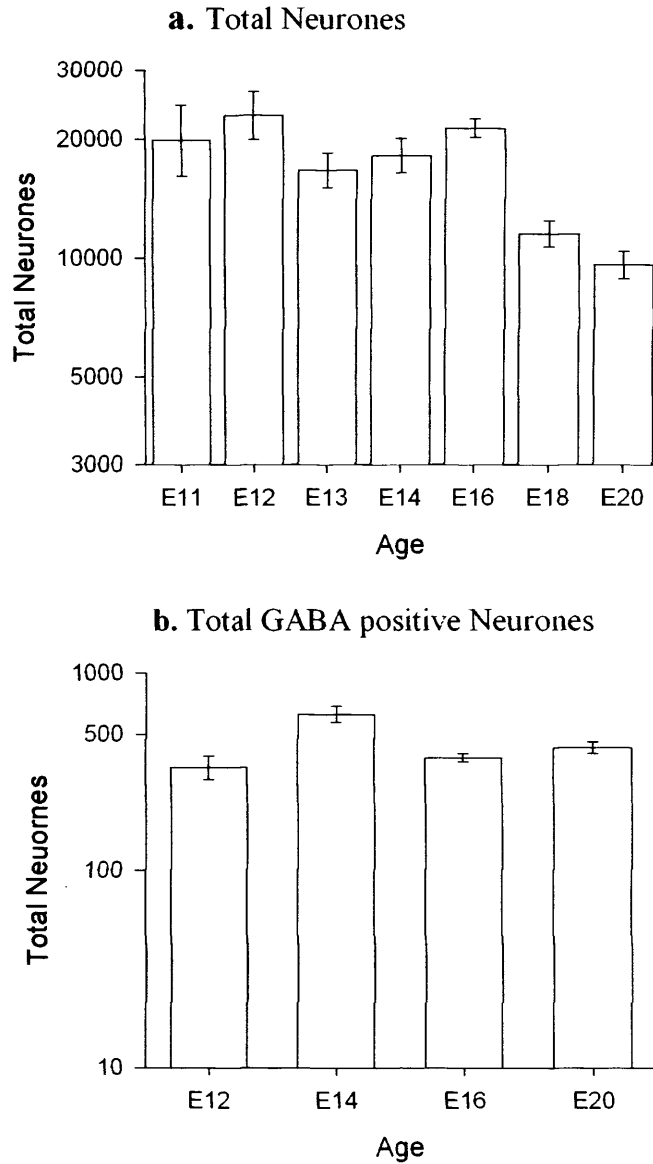 a. Total Neurones
30000
20000
10000
5000
3000
Total Neurones
E11 E12 E13 E14 E16 E18 E20
Age
b. Total GABA positive Neurones
1000
500
100
10
Total Neuornes
E12 E14 E16 E20
Age